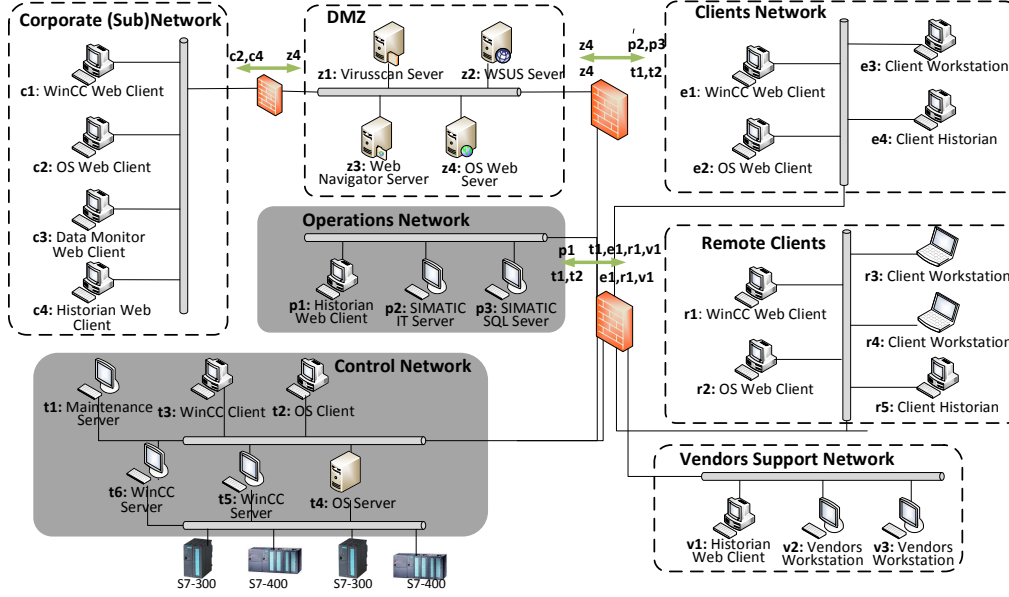 Corporate (Sub)Network
c1: WinCC Web Client
c2: OS Web Client
c3: Data Monitor
Web Client
c4: Historian Web
Client
c2,c4
z4
DMZ
z1: Virusscan Sever
z2: WSUS Sever
z3: Web
Navigator Server
z4: OS Web
Sever
z4
p2,p3
z4
t1,t2
Clients Network
e1: WinCC Web Client
e2: OS Web Client
e3: Client Workstation
e4: Client Historian
Operations Network
p1: Historian
Web Client
p2: SIMATIC
IT Server
p3: SIMATIC
SQL Server
p1
t1,e1,r1,v1
t1,t2
e1,r1,v1
Remote Clients
r1: WinCC Web Client
r2: OS Web Client
r3: Client Workstation
r4: Client Workstation
r5: Client Historian
Control Network
t1: Maintenance
Server
t3: WinCC Client
t2: OS Client
t6: WinCC
Server
t5: WinCC
Server
t4: OS Server
S7-300
S7-400
S7-300
S7-400
Vendors Support Network
v1: Historian
Web Client
v2: Vendors
Workstation
v3: Vendors
Workstation